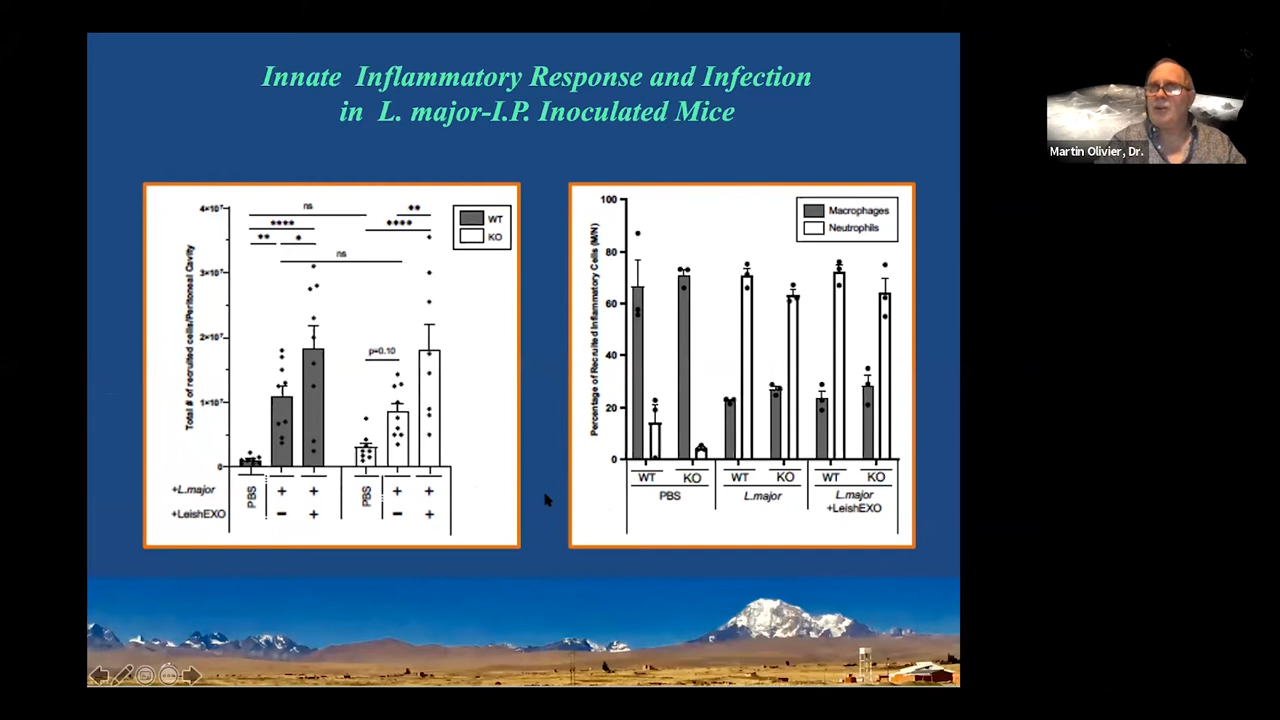 Innate Inflammatory Response and Infection
in L. major-I.P. Inoculated Mice
Total # of recruited cells/Peritoneal Cavity
4×10⁷
3×10⁷
2×10⁷
1×10⁷
0
ns
****
**
*
ns
**
****
p=0.10
WT
KO
+L.major
PBS
+
+
PBS
+
+
+LeishEXO
−
+
−
+
Percentage of Recruited Inflammatory Cells (M/N)
100
80
60
40
20
0
Macrophages
Neutrophils
WT
KO
WT
KO
WT
KO
PBS
L.major
L.major
+LeishEXO
Martin Olivier, Dr.